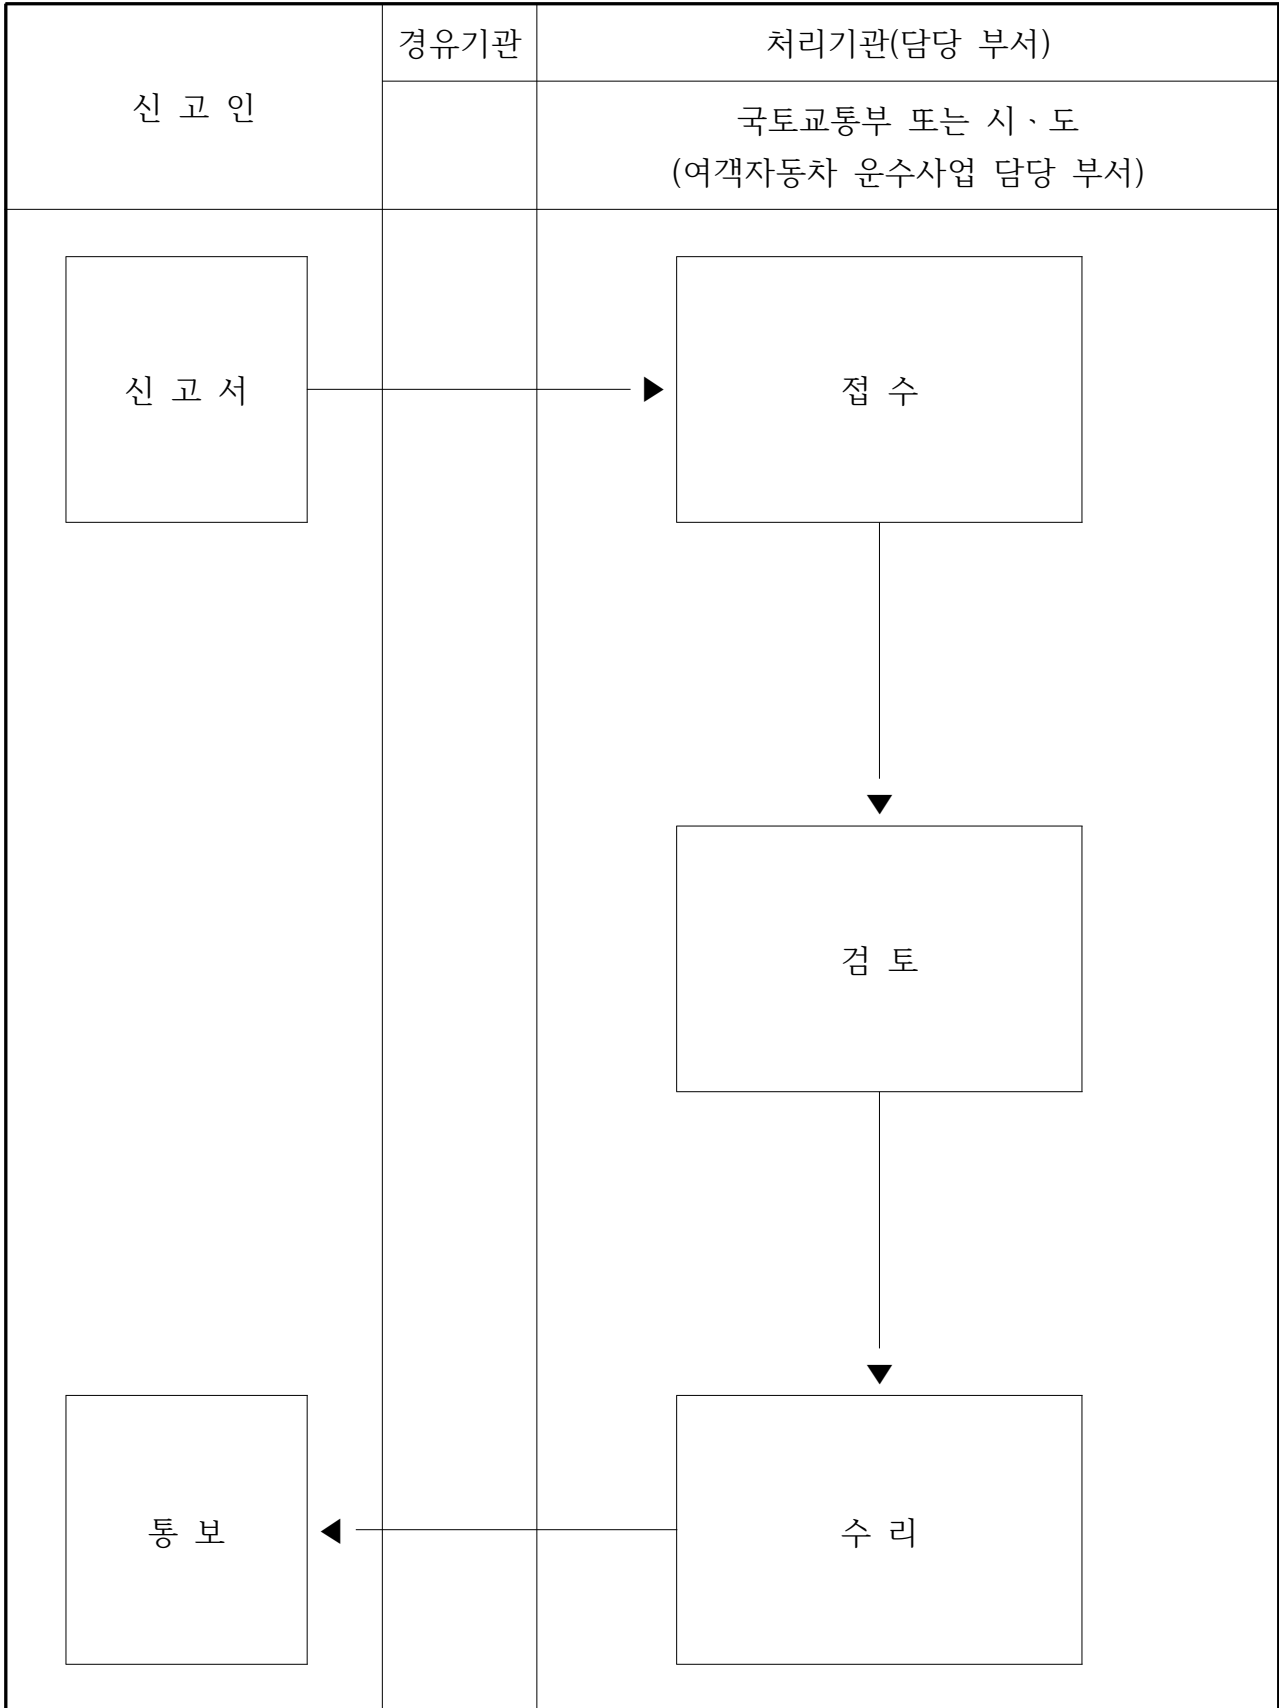 신 고 인
경유기관
처리기관(담당 부서)
국토교통부 또는 시ㆍ도
(여객자동차 운수사업 담당 부서)
신 고 서
접 수
검 토
통 보
수 리